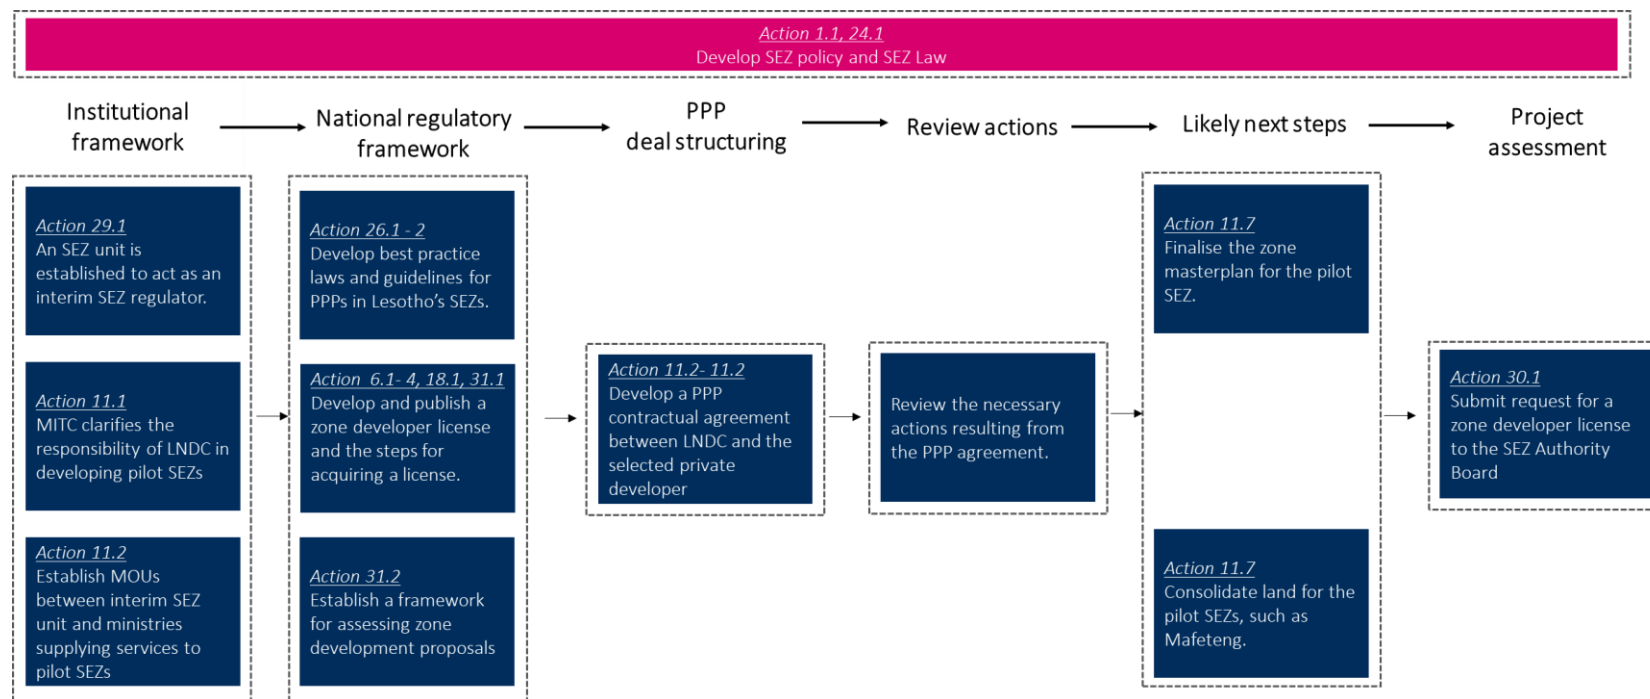 Action 1.1, 24.1
Develop SEZ policy and SEZ Law
Institutional
framework
National regulatory
framework
PPP
deal structuring
Review actions
Likely next steps
Project
assessment
Action 29.1
An SEZ unit is
established to act as an
interim SEZ regulator.
Action 11.1
MITC clarifies the
responsibility of LNDC in
developing pilot SEZs
Action 11.2
Establish MOUs
between interim SEZ
unit and ministries
supplying services to
pilot SEZs
Action 26.1 - 2
Develop best practice
laws and guidelines for
PPPs in Lesotho's SEZs.
Action  6.1- 4, 18.1, 31.1
Develop and publish a
zone developer license
and the steps for
acquiring a license.
Action 31.2
Establish a framework
for assessing zone
development proposals
Action 11.2- 11.2
Develop a PPP
contractual agreement
between LNDC and the
selected private
developer
Review the necessary
actions resulting from
the PPP agreement.
Action 11.7
Finalise the zone
masterplan for the pilot
SEZ.
Action 11.7
Consolidate land for the
pilot SEZs, such as
Mafeteng.
Action 30.1
Submit request for a
zone developer license
to the SEZ Authority
Board